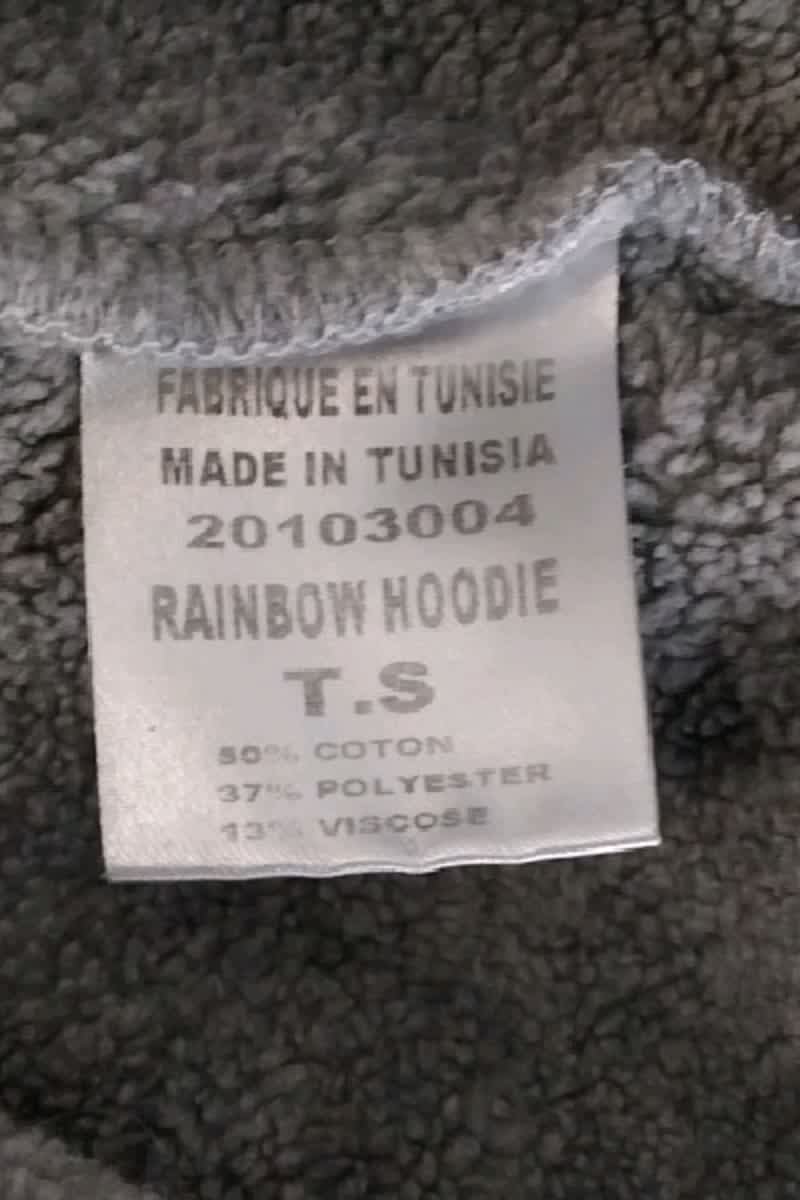 FABRIQUE EN TUNISIE
MADE IN TUNISIA
20103004
RAINBOW HOODIE
T.S
50% COTON
37% POLYESTER
13% VISCOSE